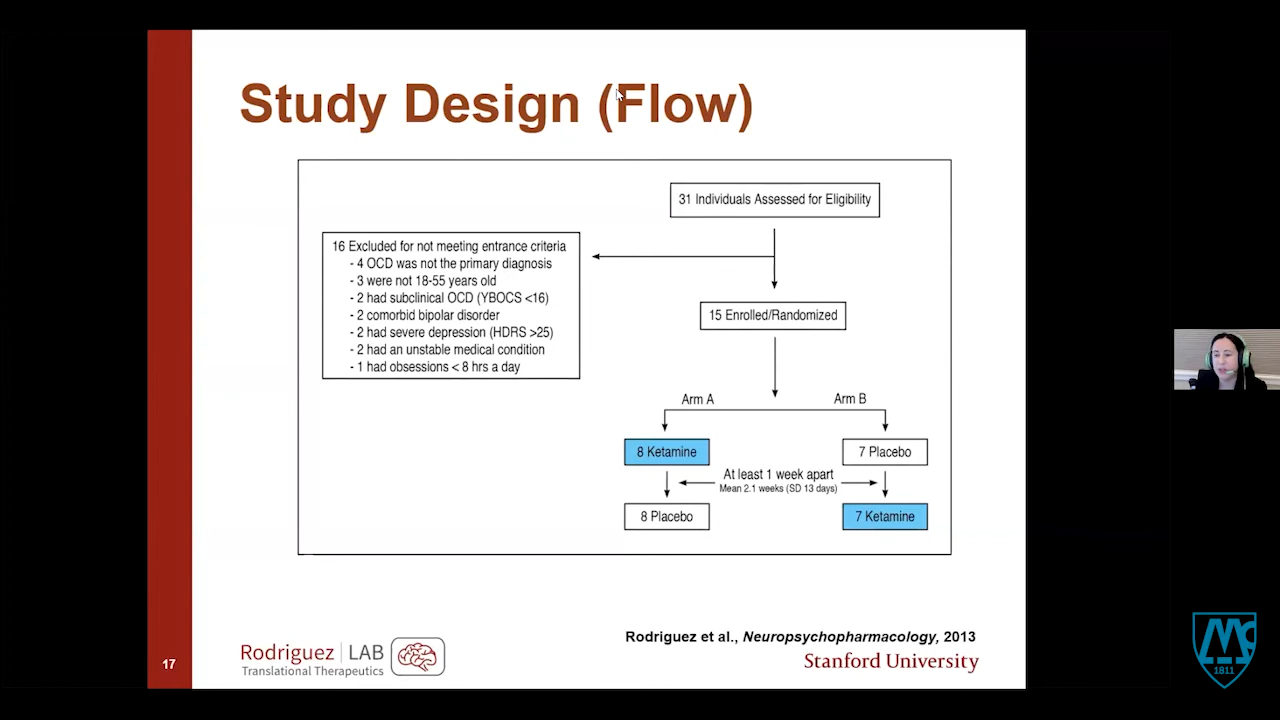 Study Design (Flow)
31 Individuals Assessed for Eligibility
16 Excluded for not meeting entrance criteria
- 4 OCD was not the primary diagnosis
- 3 were not 18-55 years old
- 2 had subclinical OCD (YBOCS <16)
- 2 comorbid bipolar disorder
- 2 had severe depression (HDRS >25)
- 2 had an unstable medical condition
- 1 had obsessions < 8 hrs a day
15 Enrolled/Randomized
Arm A
Arm B
8 Ketamine
7 Placebo
At least 1 week apart
Mean 2.1 weeks (SD 13 days)
8 Placebo
7 Ketamine
Rodriguez et al., Neuropsychopharmacology, 2013
Rodriguez | LAB
Translational Therapeutics
Stanford University
17
1811